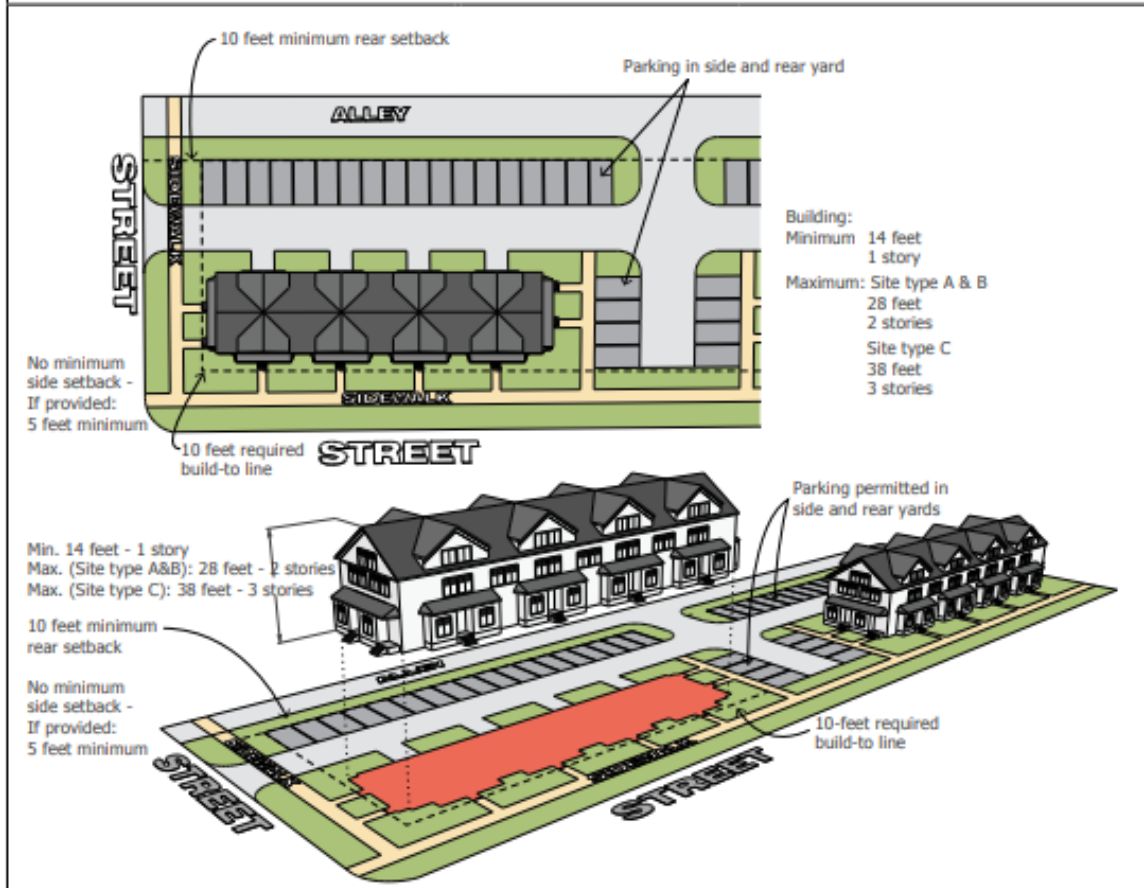 10 feet minimum rear setback
Parking in side and rear yard
ALLEY
STREET
SIDEWALK
Building:
Minimum 14 feet
1 story
Maximum: Site type A & B
28 feet
2 stories
Site type C
38 feet
3 stories
No minimum
side setback -
If provided:
5 feet minimum
SIDEWALK
10 feet required
build-to line
STREET
Parking permitted in
side and rear yards
Min. 14 feet - 1 story
Max. (Site type A&B): 28 feet - 2 stories
Max. (Site type C): 38 feet - 3 stories
10 feet minimum
rear setback
ALLEY
No minimum
side setback -
If provided:
5 feet minimum
10-feet required
build-to line
SIDEWALK
SIDEWALK
STREET
STREET